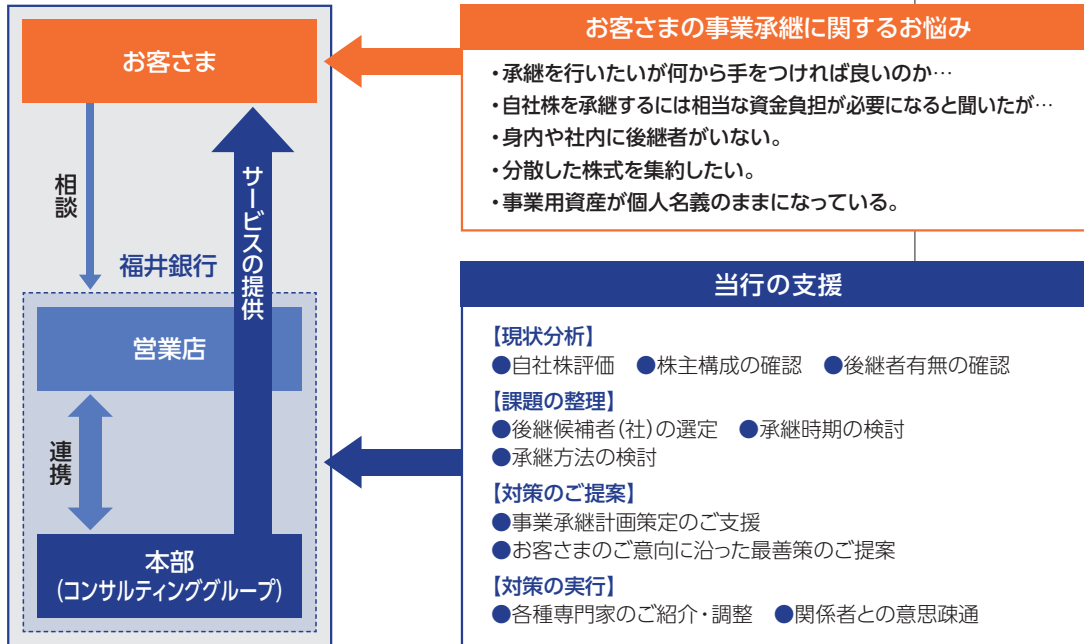 お客さま
相談
サービスの提供
福井銀行
営業店
連携
本部
(コンサルティンググループ)
お客さまの事業承継に関するお悩み
・承継を行いたいが何から手をつければ良いのか…
・自社株を承継するには相当な資金負担が必要になると聞いたが…
・身内や社内に後継者がいない。
・分散した株式を集約したい。
・事業用資産が個人名義のままになっている。
当行の支援
【現状分析】
●自社株評価 ●株主構成の確認 ●後継者有無の確認
【課題の整理】
●後継候補者(社)の選定 ●承継時期の検討
●承継方法の検討
【対策のご提案】
●事業承継計画策定のご支援
●お客さまのご意向に沿った最善策のご提案
【対策の実行】
●各種専門家のご紹介・調整 ●関係者との意思疎通